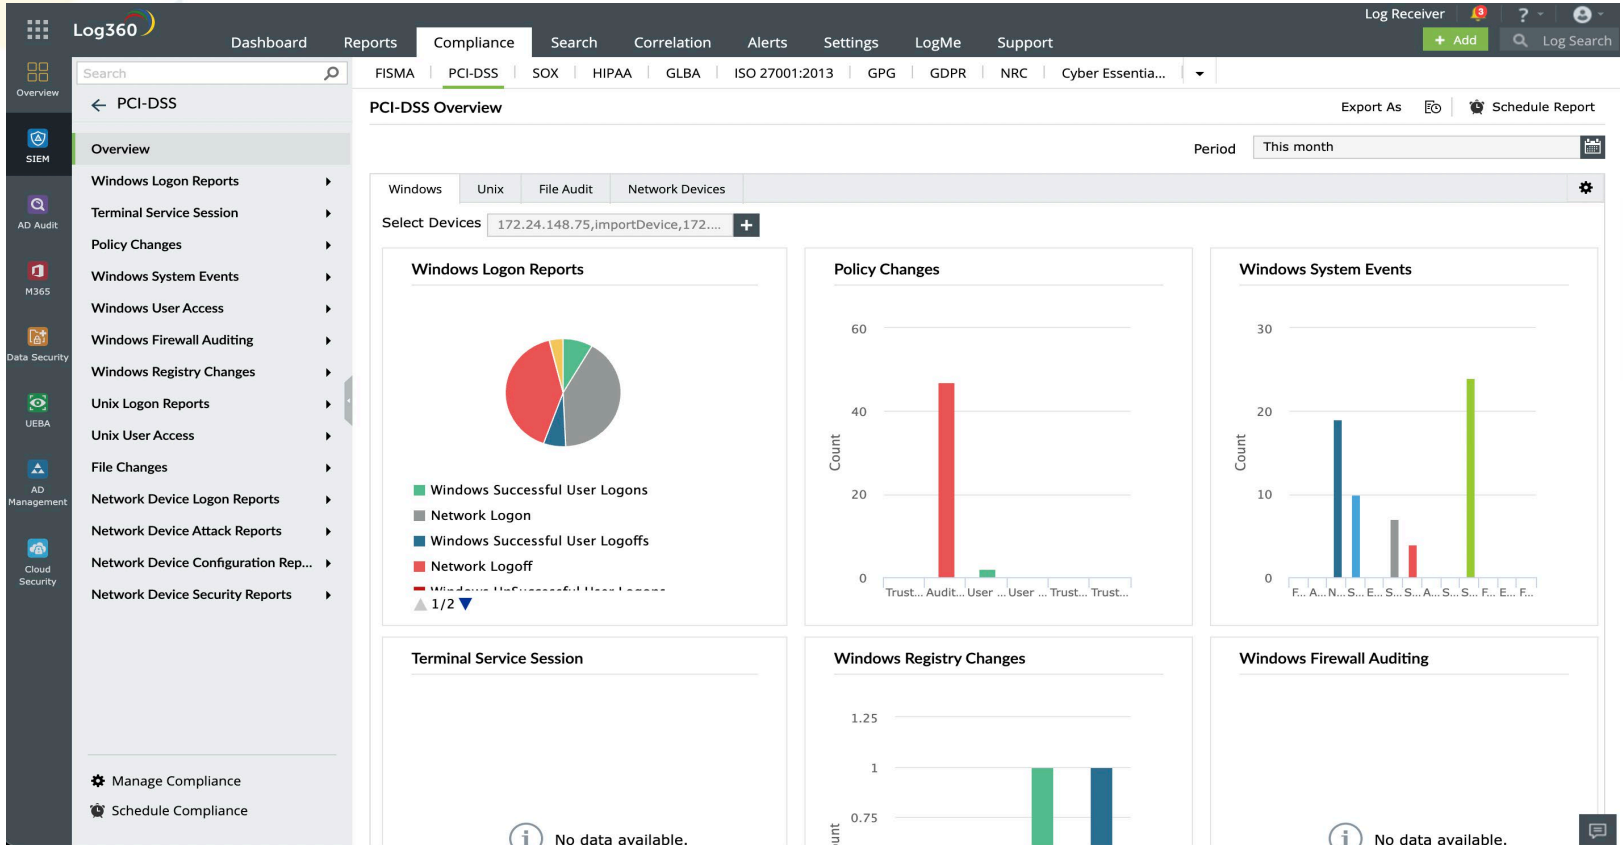 Log360
Log Receiver
3
?
Dashboard
Reports
Compliance
Search
Correlation
Alerts
Settings
LogMe
Support
+ Add
Log Search
Overview
SIEM
AD Audit
M365
Data Security
UEBA
AD
Management
Cloud
Security
Search
PCI-DSS
Overview
Windows Logon Reports
Terminal Service Session
Policy Changes
Windows System Events
Windows User Access
Windows Firewall Auditing
Windows Registry Changes
Unix Logon Reports
Unix User Access
File Changes
Network Device Logon Reports
Network Device Attack Reports
Network Device Configuration Rep...
Network Device Security Reports
Manage Compliance
Schedule Compliance
FISMA
PCI-DSS
SOX
HIPAA
GLBA
ISO 27001:2013
GPG
GDPR
NRC
Cyber Essentia...
PCI-DSS Overview
Export As
Schedule Report
Period
This month
Windows
Unix
File Audit
Network Devices
Select Devices
172.24.148.75,importDevice,172....
+
Windows Logon Reports
Windows Successful User Logons
Network Logon
Windows Successful User Logoffs
Network Logoff
Windows UnSuccessful User Logons
1/2
Policy Changes
60
40
20
0
Count
Trust... Audit... User ... User ... Trust... Trust...
Windows System Events
30
20
10
0
Count
F... A... N... S... E... S... S... A... S... S... F... E... F...
Terminal Service Session
No data available.
Windows Registry Changes
1.25
1
0.75
Windows Firewall Auditing
No data available.